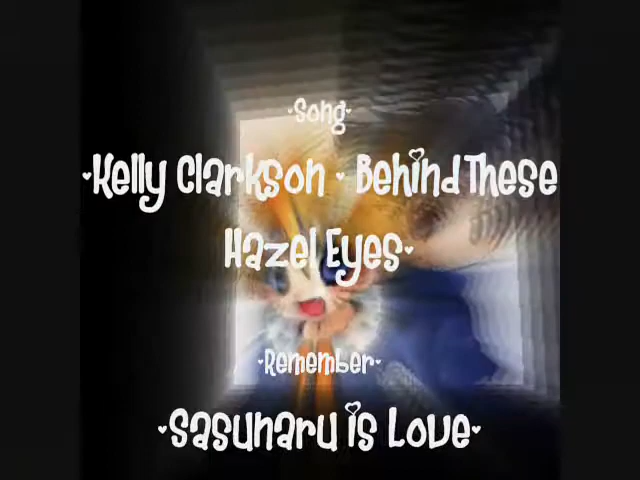 •Song•
♥Kelly Clarkson • Behind These
Hazel Eyes♥
•Remember•
♥Sasunaru is Love♥